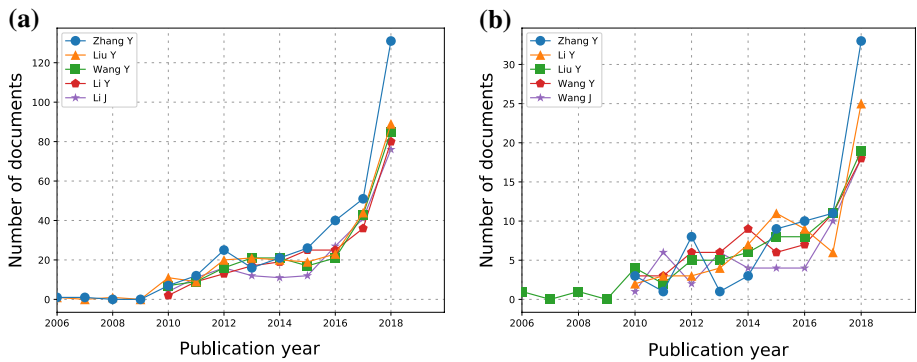 (a)
Zhang Y
Liu Y
Wang Y
Li Y
Li J
Number of documents
120
100
80
60
40
20
0
2006 2008 2010 2012 2014 2016 2018
Publication year
(b)
Zhang Y
Li Y
Liu Y
Wang Y
Wang J
Number of documents
30
25
20
15
10
5
0
2006 2008 2010 2012 2014 2016 2018
Publication year